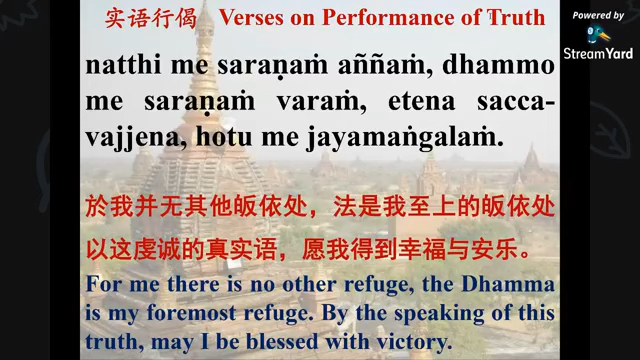 实语行偈 Verses on Performance of Truth
Powered by
StreamYard
natthi me saraṇaṁ aññaṁ, dhammo
me saraṇaṁ varaṁ, etena sacca-
vajjena, hotu me jayamaṅgalaṁ.
於我并无其他皈依处，法是我至上的皈依处
以这虔诚的真实语，愿我得到幸福与安乐。
For me there is no other refuge, the Dhamma
is my foremost refuge. By the speaking of this
truth, may I be blessed with victory.